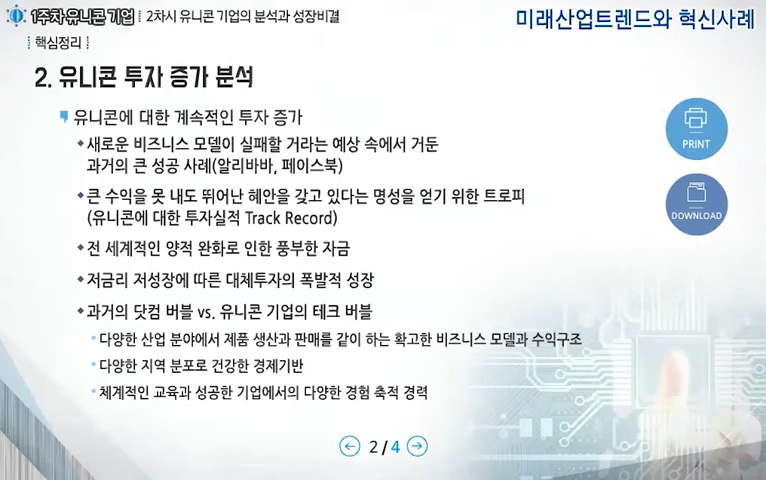 1주차 유니콘 기업 2차시 유니콘 기업의 분석과 성장비결
미래산업트렌드와 혁신사례
핵심정리
2. 유니콘 투자 증가 분석
유니콘에 대한 계속적인 투자 증가
새로운 비즈니스 모델이 실패할 거라는 예상 속에서 거둔
과거의 큰 성공 사례(알리바바, 페이스북)
큰 수익을 못 내도 뛰어난 혜안을 갖고 있다는 명성을 얻기 위한 트로피
(유니콘에 대한 투자실적 Track Record)
전 세계적인 양적 완화로 인한 풍부한 자금
저금리 저성장에 따른 대체투자의 폭발적 성장
과거의 닷컴 버블 vs. 유니콘 기업의 테크 버블
다양한 산업 분야에서 제품 생산과 판매를 같이 하는 확고한 비즈니스 모델과 수익구조
다양한 지역 분포로 건강한 경제기반
체계적인 교육과 성공한 기업에서의 다양한 경험 축적 경력
PRINT
DOWNLOAD
2 / 4